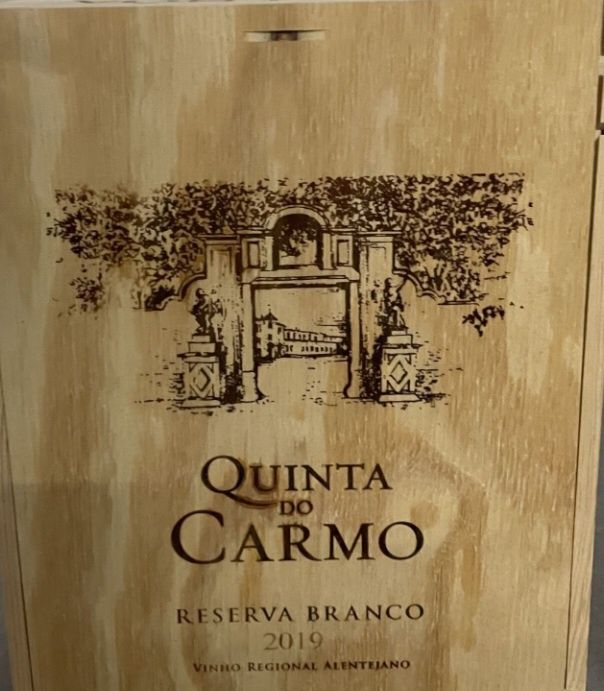 QUINTA
DO
CARMO
RESERVA BRANCO
2019
VINHO REGIONAL ALENTEJANO